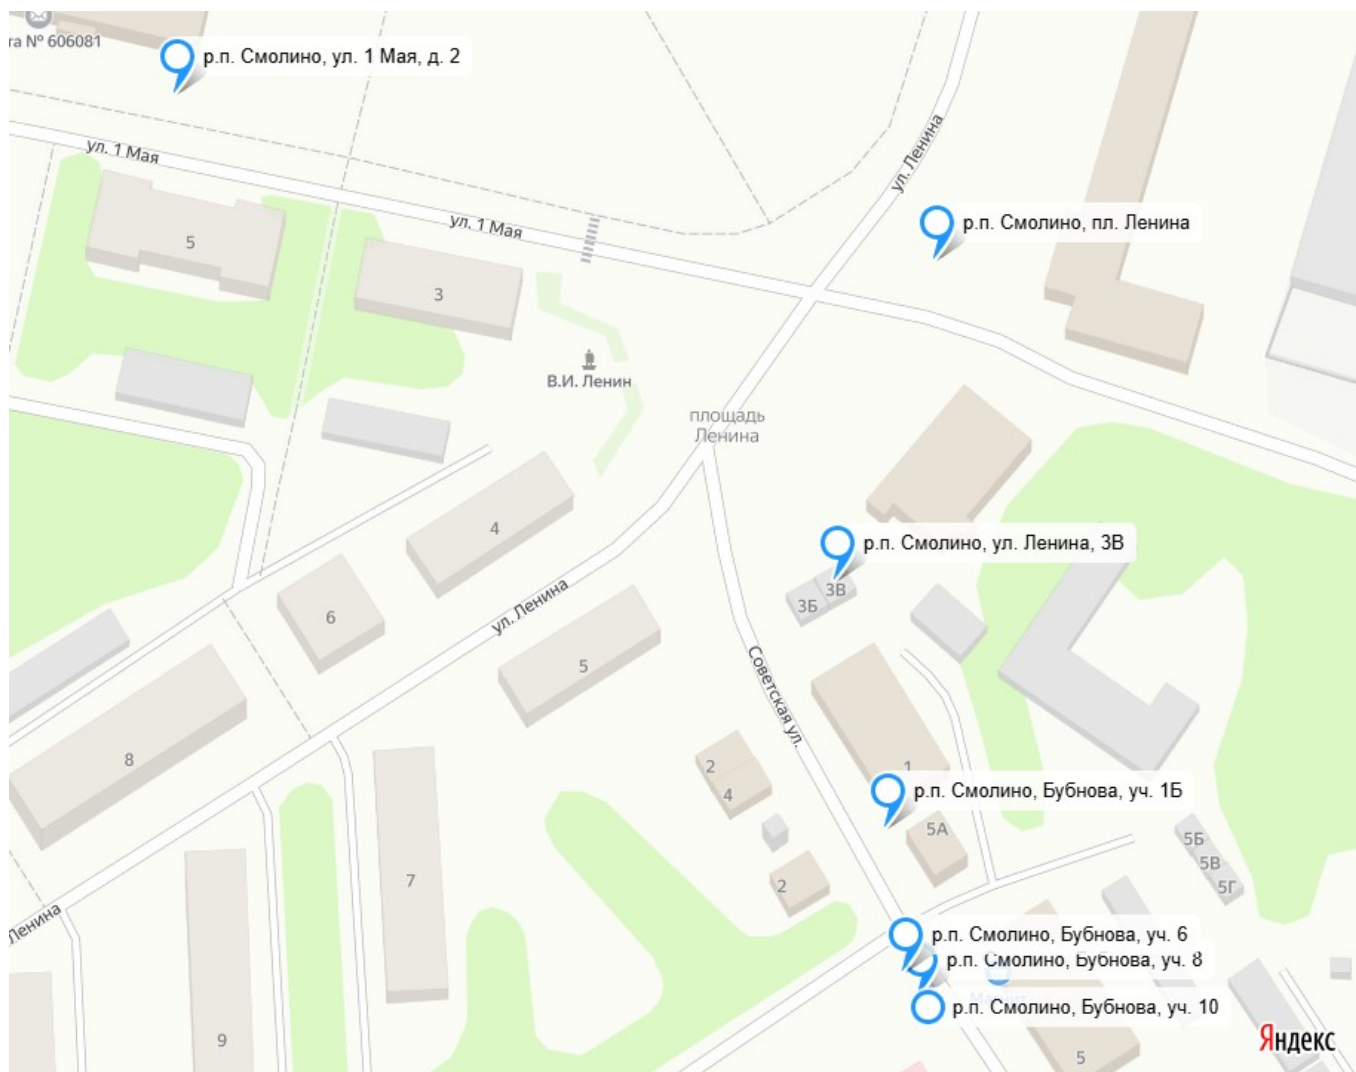 та № 606081
р.п. Смолино, ул. 1 Мая, д. 2
ул. 1 Мая
ул. 1 Мая
ул. Ленина
р.п. Смолино, пл. Ленина
5
3
В.И. Ленин
площадь
Ленина
4
р.п. Смолино, ул. Ленина, 3В
3В
3Б
6
ул. Ленина
5
Советская ул.
8
2
4
1
р.п. Смолино, Бубнова, уч. 1Б
5А
5Б
5В
5Г
7
2
Ленина
р.п. Смолино, Бубнова, уч. 6
р.п. Смолино, Бубнова, уч. 8
р.п. Смолино, Бубнова, уч. 10
9
5
Яндекс